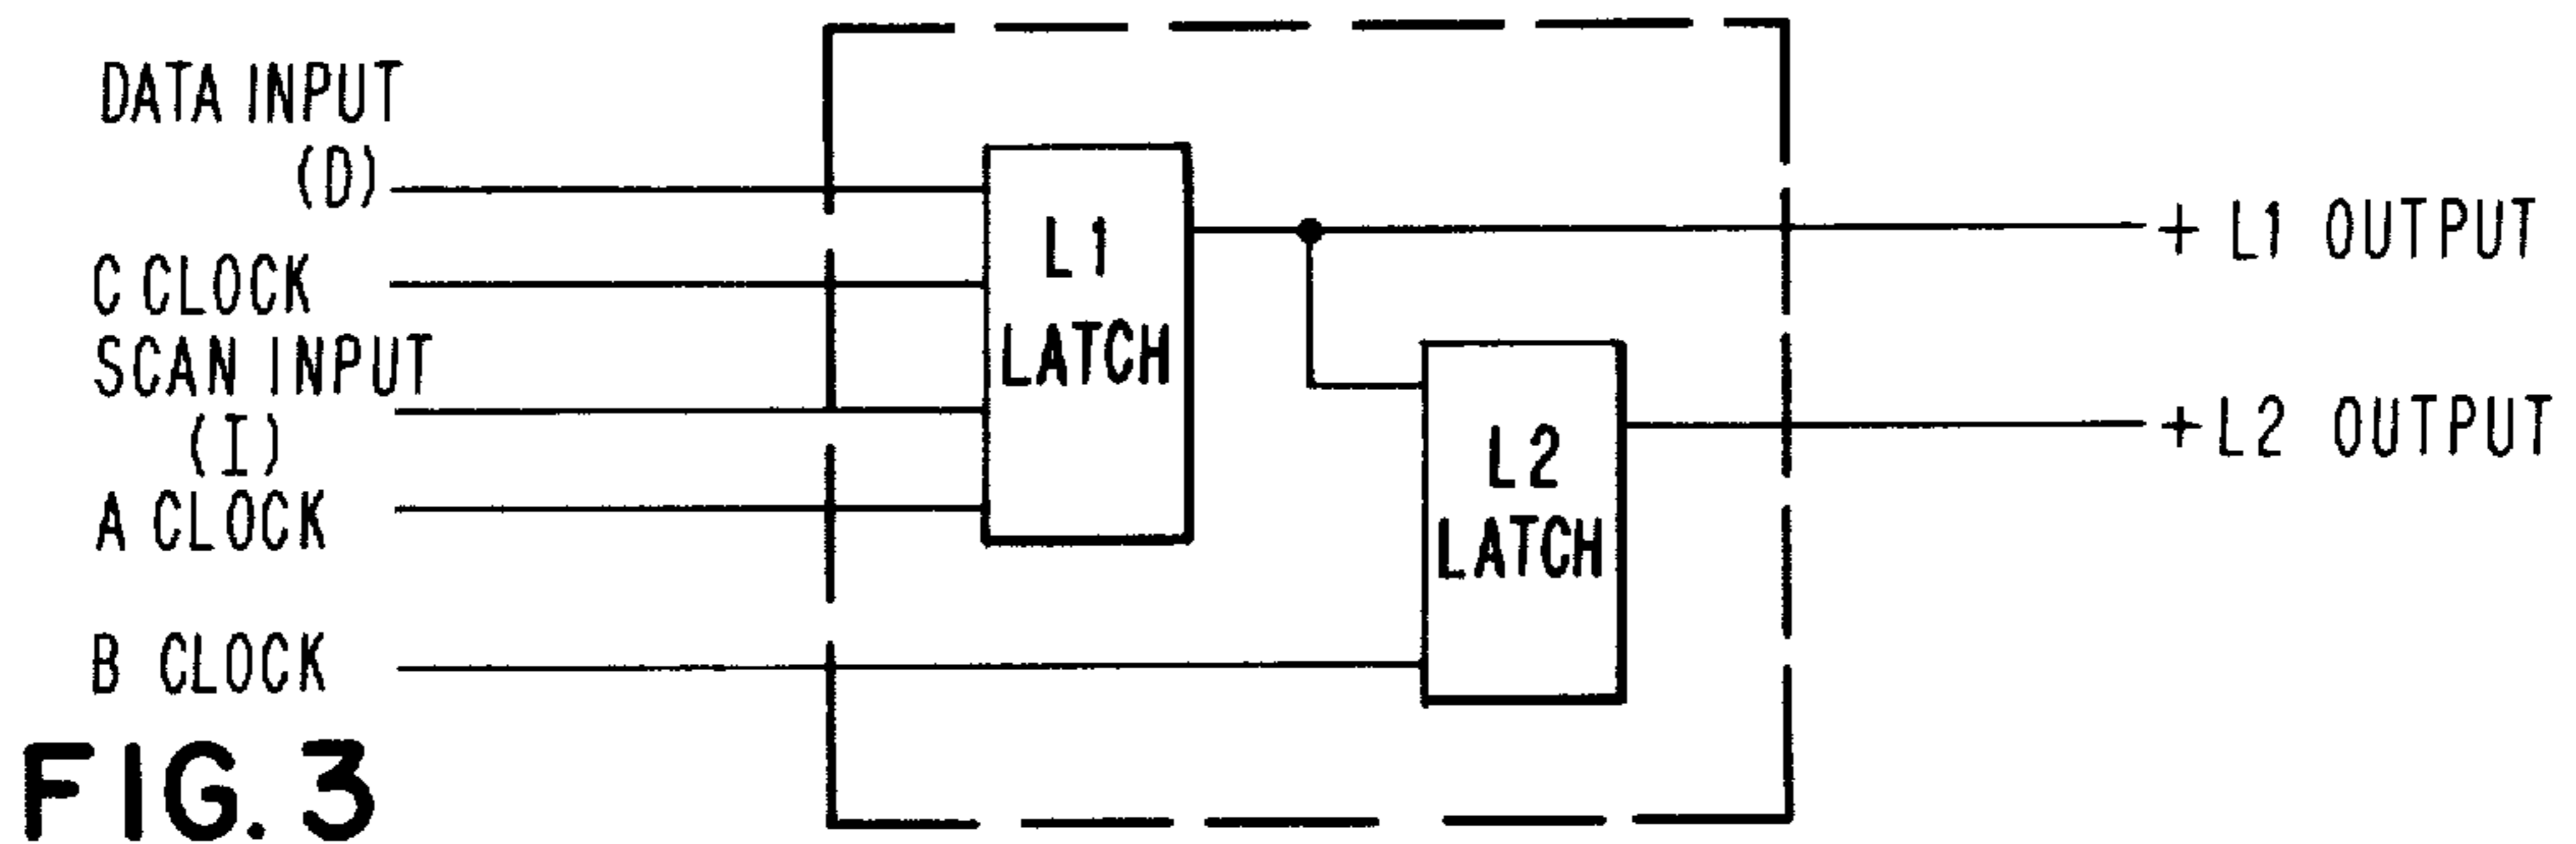 DATA INPUT
(D)
C CLOCK
SCAN INPUT
(I)
A CLOCK
B CLOCK
L1
LATCH
L2
LATCH
+ L1 OUTPUT
+ L2 OUTPUT
FIG. 3